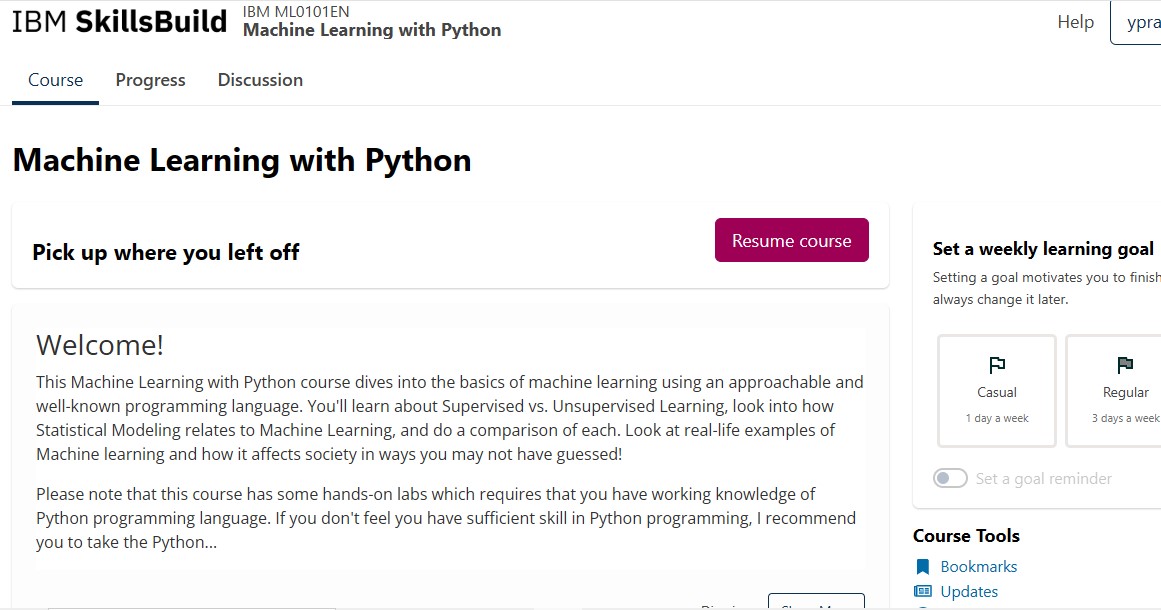 IBM SkillsBuild
IBM ML0101EN
Machine Learning with Python
Help
ypra
Course
Progress
Discussion
Machine Learning with Python
Pick up where you left off
Resume course
Welcome!
This Machine Learning with Python course dives into the basics of machine learning using an approachable and
well-known programming language. You'll learn about Supervised vs. Unsupervised Learning, look into how
Statistical Modeling relates to Machine Learning, and do a comparison of each. Look at real-life examples of
Machine learning and how it affects society in ways you may not have guessed!
Please note that this course has some hands-on labs which requires that you have working knowledge of
Python programming language. If you don't feel you have sufficient skill in Python programming, I recommend
you to take the Python...
Set a weekly learning goal
Setting a goal motivates you to finish
always change it later.
Casual
1 day a week
Regular
3 days a week
Set a goal reminder
Course Tools
Bookmarks
Updates